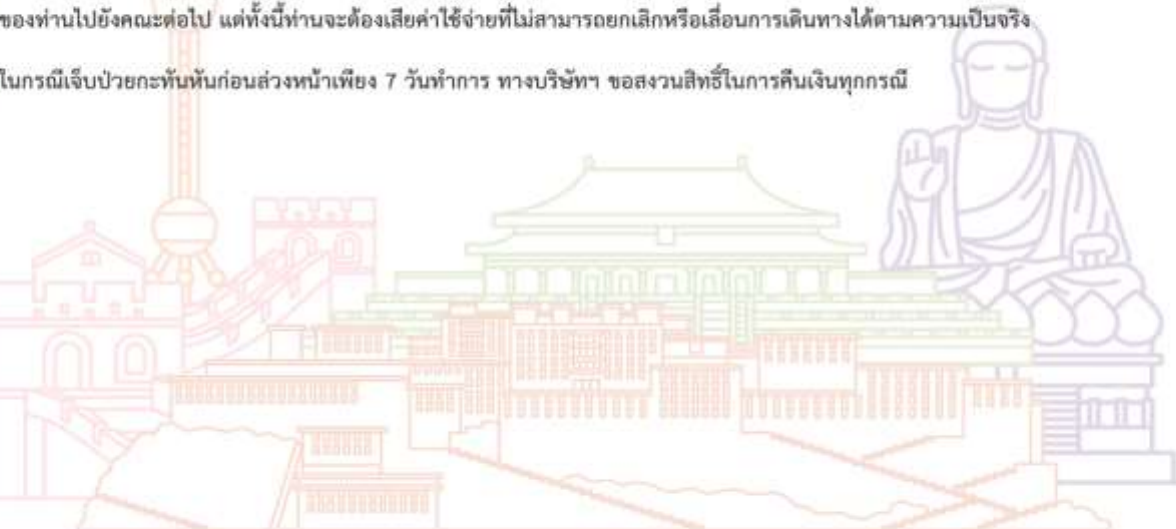 ของท่านไปยังคณะต่อไป แต่ทั้งนี้ท่านจะต้องเสียค่าใช้จ่ายที่ไม่สามารถยกเลิกหรือเลื่อนการเดินทางได้ตามความเป็นจริง
ในกรณีเจ็บป่วยกะทันหันก่อนล่วงหน้าเพียง 7 วันทำการ ทางบริษัทฯ ขอสงวนสิทธิ์ในการคืนเงินทุกกรณี